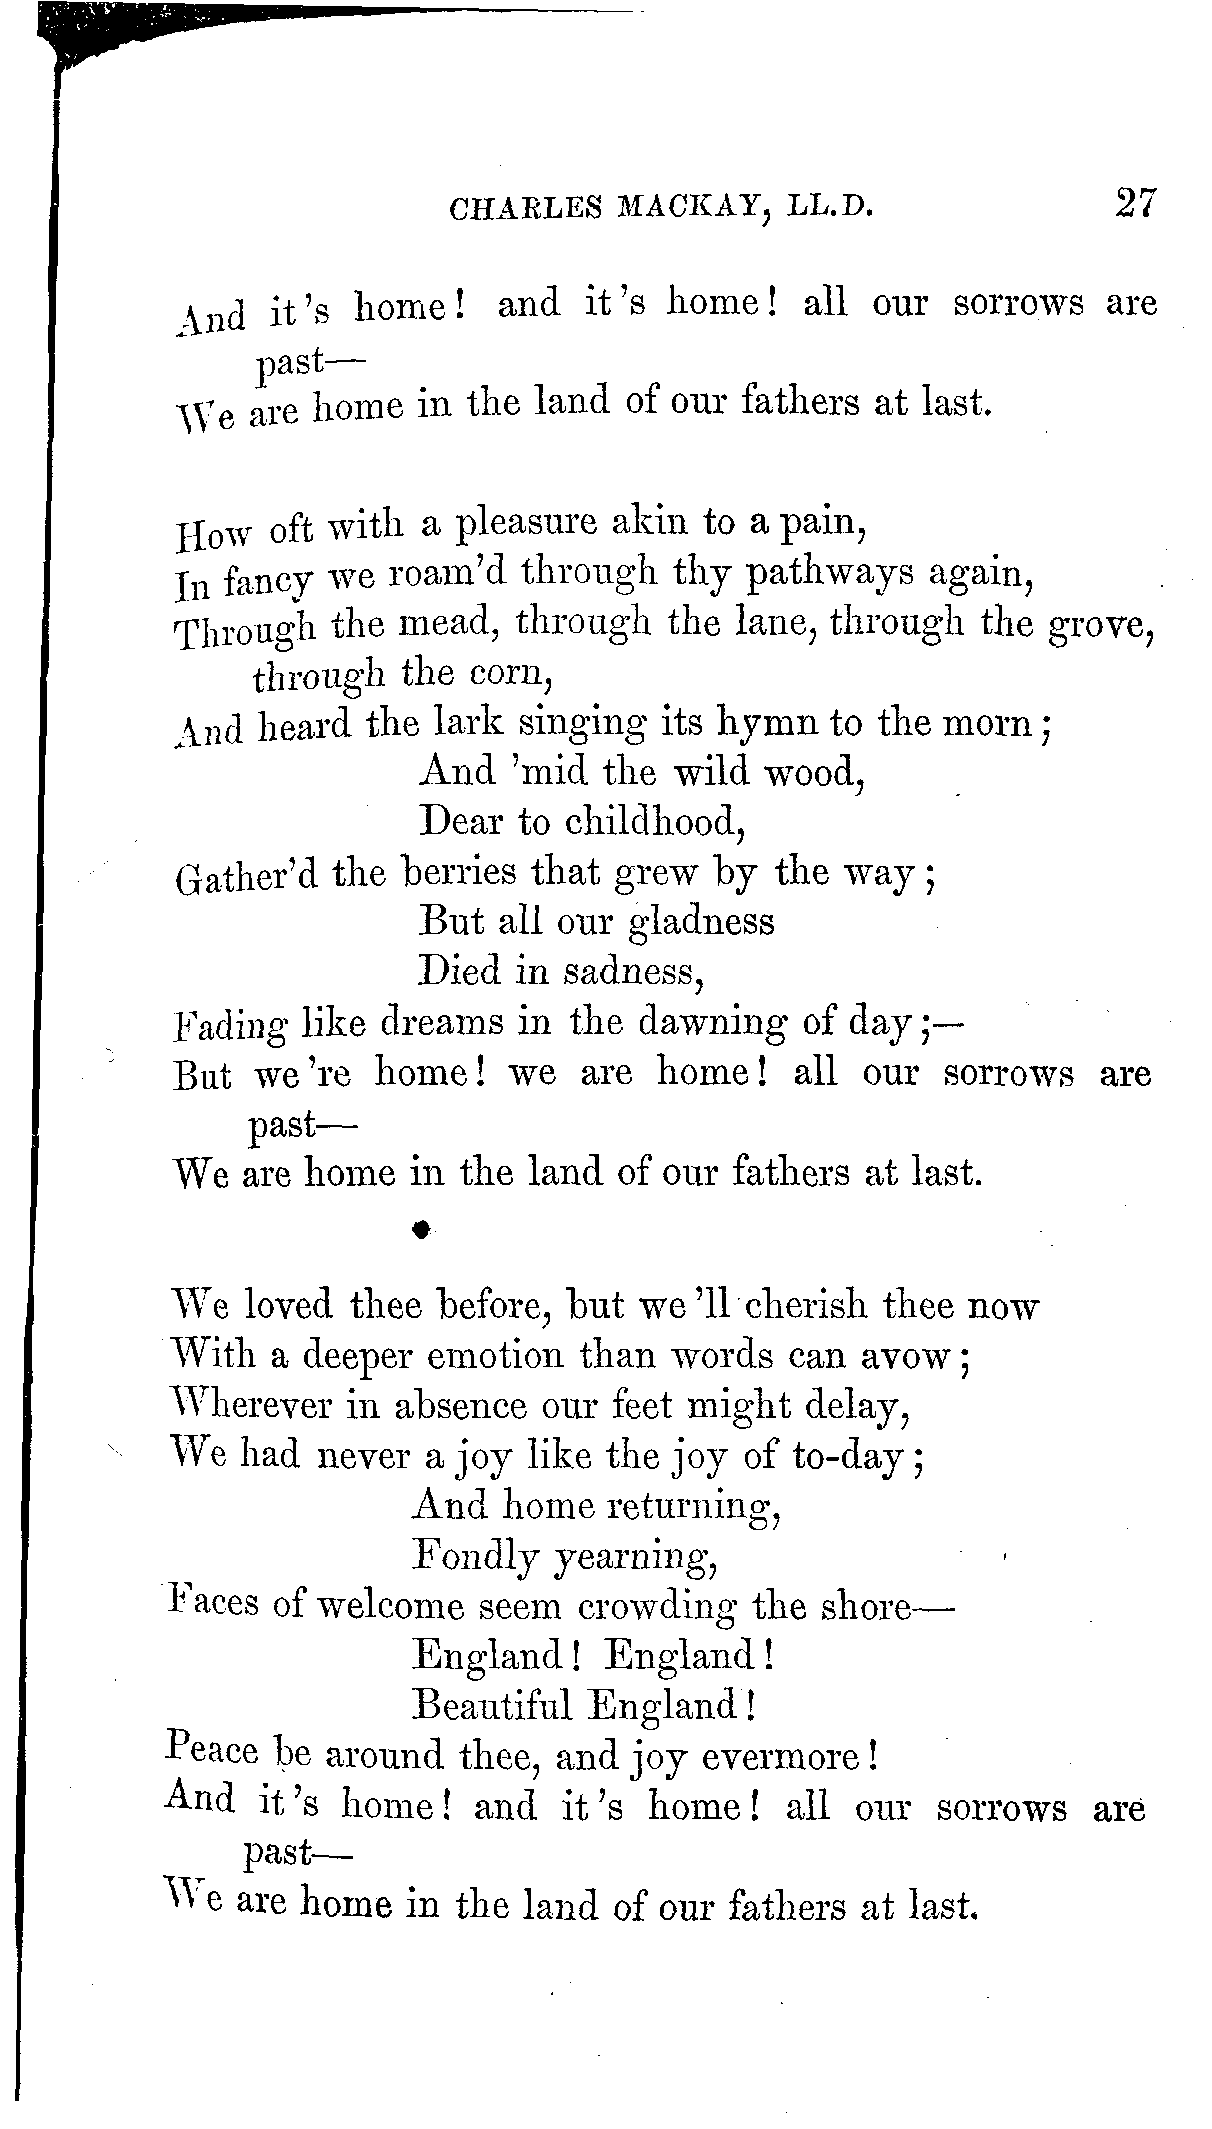 CHARLES MACKAY, LL.D. 27
And it's home! and it's home! all our sorrows are
past—
We are home in the land of our fathers at last.
How oft with a pleasure akin to a pain,
In fancy we roam'd through thy pathways again,
Through the mead, through the lane, through the grove,
through the corn,
And heard the lark singing its hymn to the morn;
And 'mid the wild wood,
Dear to childhood,
Gather'd the berries that grew by the way;
But all our gladness
Died in sadness,
Fading like dreams in the dawning of day;—
But we're home! we are home! all our sorrows are
past—
We are home in the land of our fathers at last.
We loved thee before, but we'll cherish thee now
With a deeper emotion than words can avow;
Wherever in absence our feet might delay,
We had never a joy like the joy of to-day;
And home returning,
Fondly yearning,
Faces of welcome seem crowding the shore—
England! England!
Beautiful England!
Peace be around thee, and joy evermore!
And it's home! and it's home! all our sorrows are
past—
We are home in the land of our fathers at last.